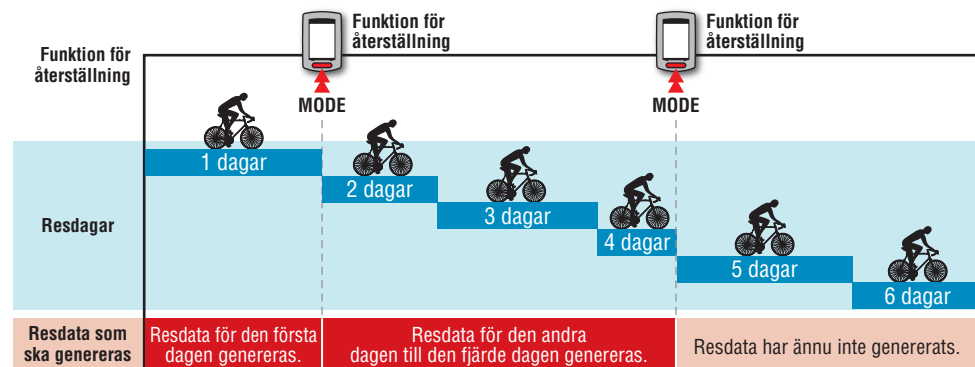 Funktion för
återställning
Funktion för
återställning
Funktion för
återställning
MODE
MODE
1 dagar
2 dagar
3 dagar
4 dagar
5 dagar
6 dagar
Resdagar
Resdata som
ska genereras
Resdata för den första
dagen genereras.
Resdata för den andra
dagen till den fjärde dagen genereras.
Resdata har ännu inte genererats.